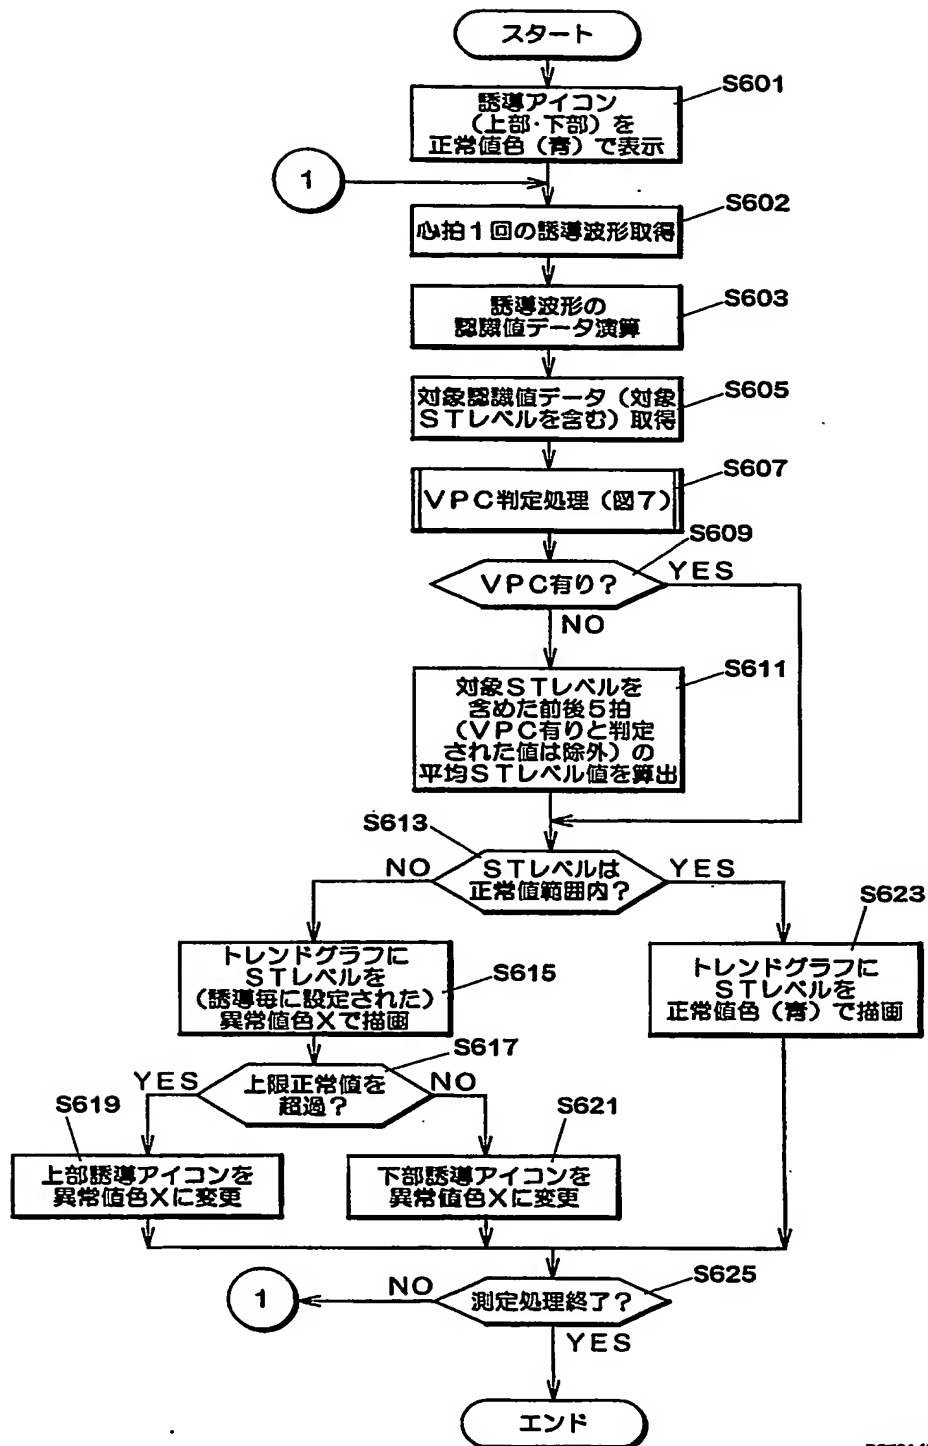 スタート
S601
誘導アイコン
(上部・下部)を
正常値色(青)で表示
1
S602
心拍1回の誘導波形取得
S603
誘導波形の
認識値データ演算
S605
対象認識値データ(対象
STレベルを含む)取得
S607
VPC判定処理(図7)
S609
VPC有り?
YES
NO
S611
対象STレベルを
含めた前後5拍
(VPC有りと判定
された値は除外)の
平均STレベル値を算出
S613
STレベルは
正常値範囲内?
NO
YES
S623
トレンドグラフに
STレベルを
(誘導毎に設定された)
異常値色Xで描画
S615
トレンドグラフに
STレベルを
正常値色(青)で描画
S617
上限正常値を
超過?
YES
NO
S619
S621
上部誘導アイコンを
異常値色Xに変更
下部誘導アイコンを
異常値色Xに変更
S625
測定処理終了?
NO
1
YES
エンド